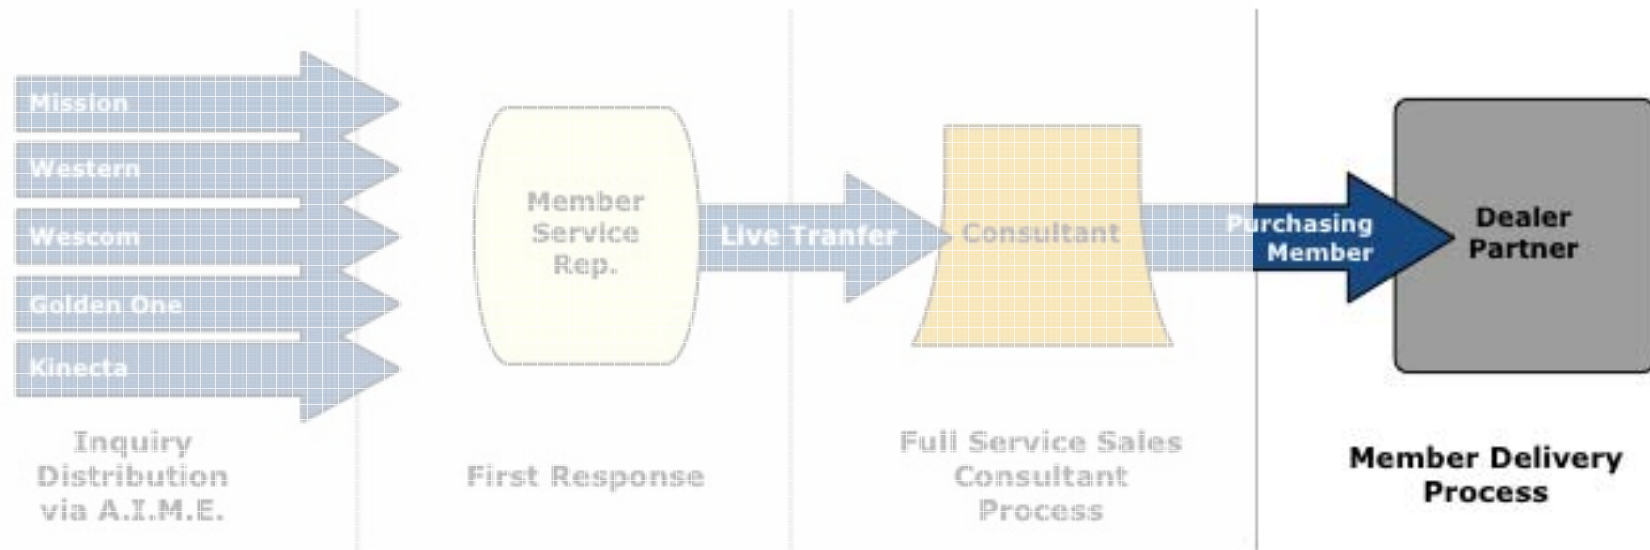 Mission
Western
Wescom
Golden One
Kinecta
Inquiry
Distribution
via A.I.M.E.
Member
Service
Rep.
First Response
Live Tranfer
Consultant
Full Service Sales
Consultant
Process
Purchasing
Member
Dealer
Partner
Member Delivery
Process